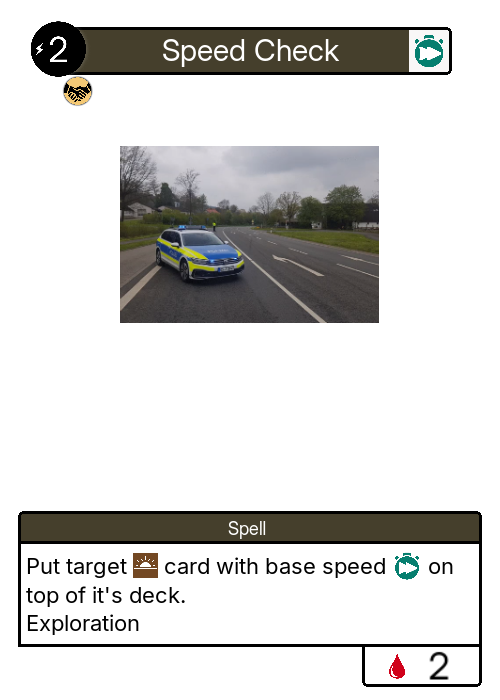 2
Speed Check
Spell
Put target card with base speed on
top of it's deck.
Exploration
2